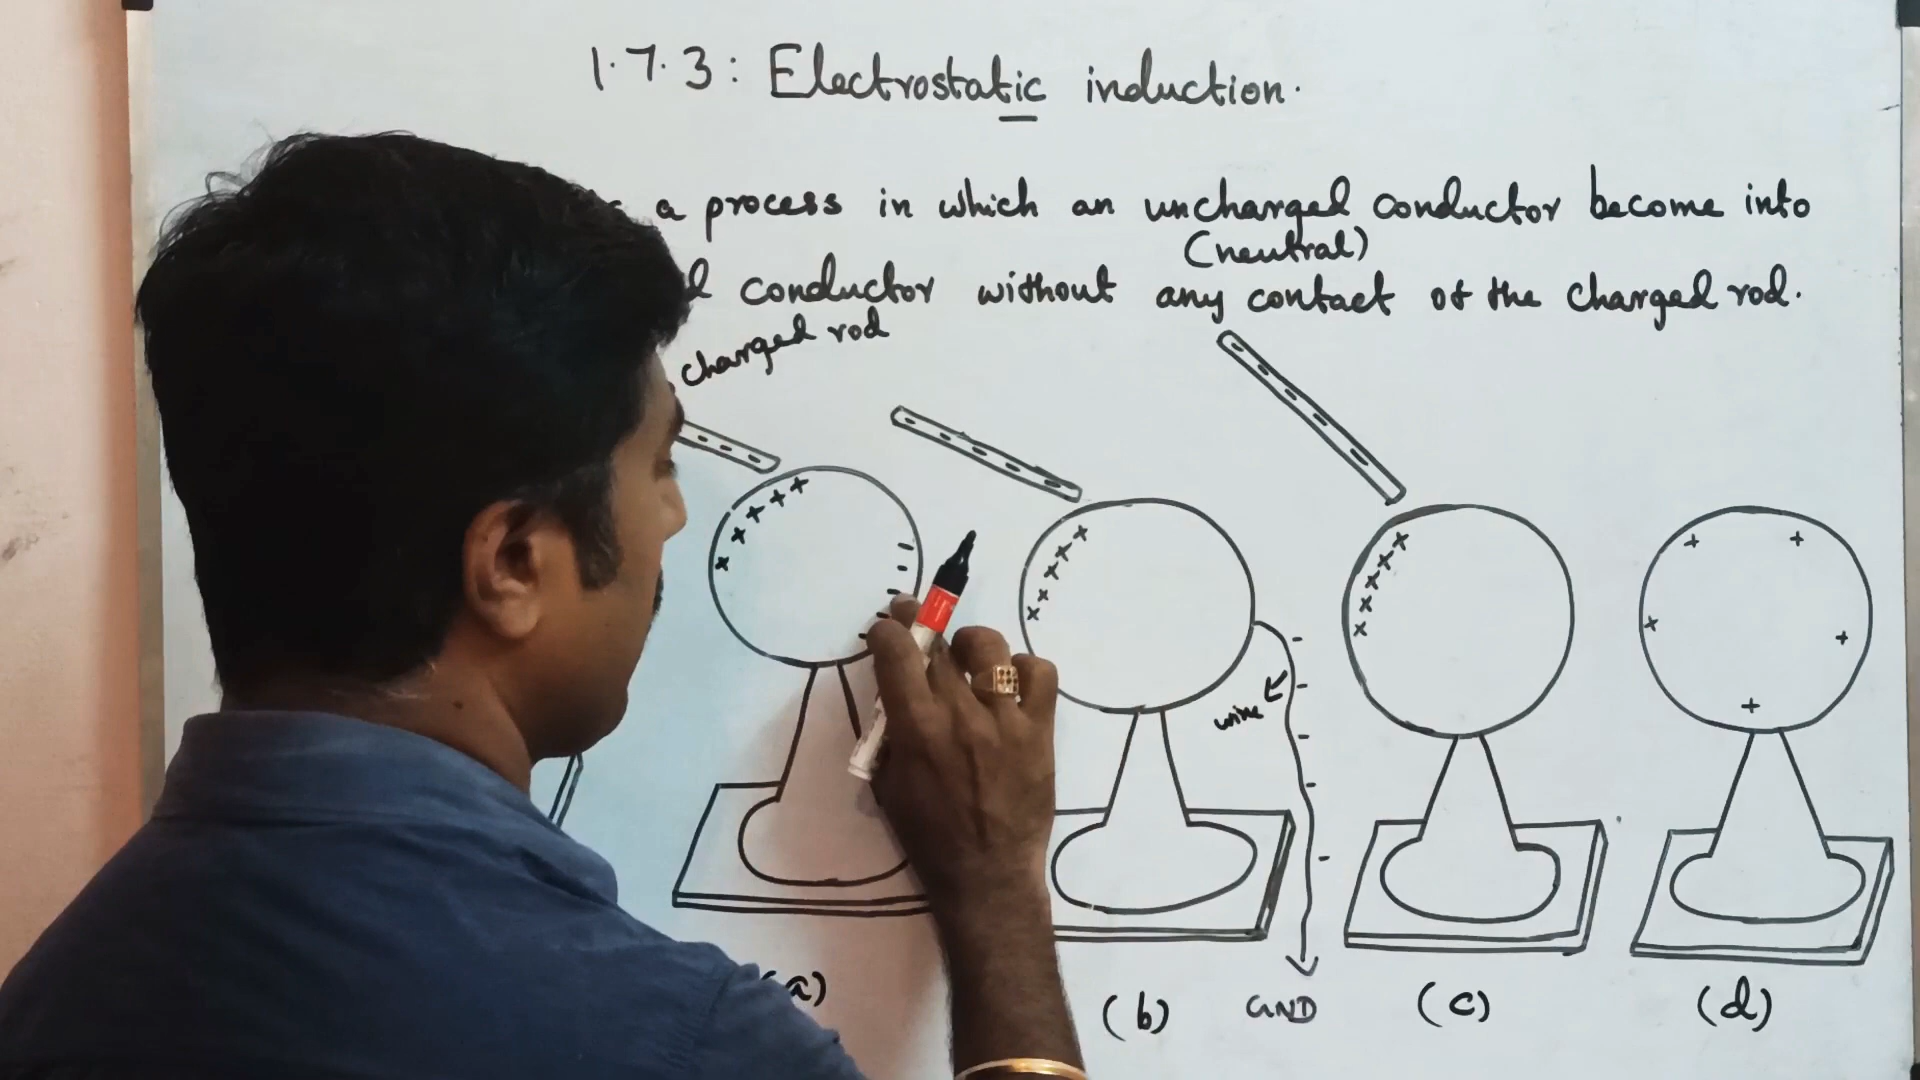 1.7.3: Electrostatic induction.
a process in which an uncharged conductor become into
(neutral)
conductor without any contact of the charged rod.
charged rod
wire
(b)
GND
(c)
(d)